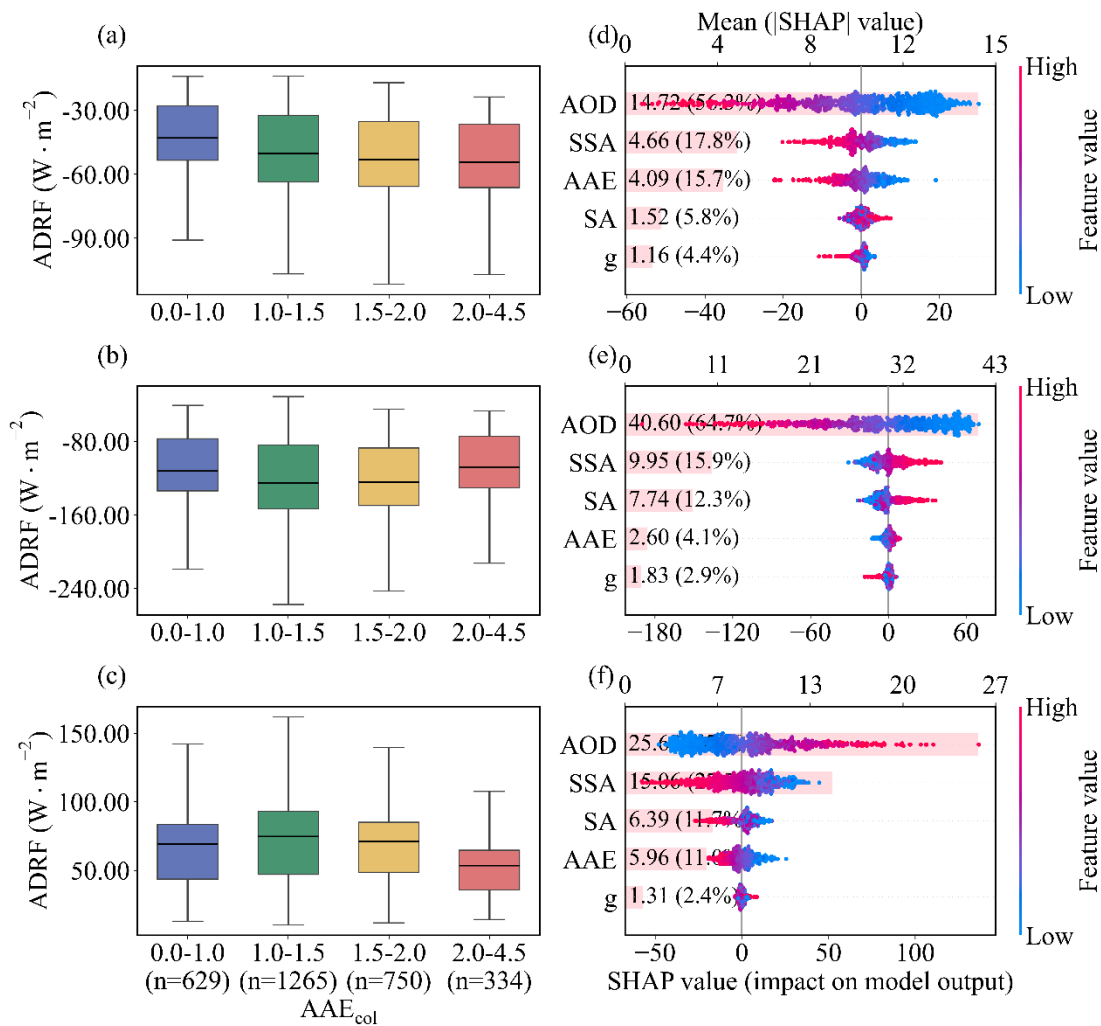 (a)
ADRF (W · m⁻²)
-30.00
-60.00
-90.00
0.0-1.0 1.0-1.5 1.5-2.0 2.0-4.5
(d)
Mean (|SHAP| value)
0 4 8 11 15
AOD 14.72 (56.3%)
SSA 4.66 (17.8%)
AAE 4.09 (15.7%)
SA 1.52 (5.8%)
g 1.16 (4.4%)
−60 −40 −20 0 20
High
Feature value
Low
(b)
ADRF (W · m⁻²)
-80.00
-160.00
-240.00
0.0-1.0 1.0-1.5 1.5-2.0 2.0-4.5
(e)
0 11 21 32 43
AOD 40.60 (64.7%)
SSA 9.95 (15.9%)
SA 7.74 (12.3%)
AAE 2.60 (4.1%)
g 1.83 (2.9%)
−180 −120 −60 0 60
High
Feature value
Low
(c)
ADRF (W · m⁻²)
150.00
100.00
50.00
0.0-1.0 1.0-1.5 1.5-2.0 2.0-4.5
(n=629) (n=1265) (n=750) (n=334)
AAEcol
(f)
0 7 13 20 27
AOD
SSA 15.06
SA 6.39 (11.7%)
AAE 5.96
g 1.31 (2.4%)
−50 0 50 100
SHAP value (impact on model output)
High
Feature value
Low